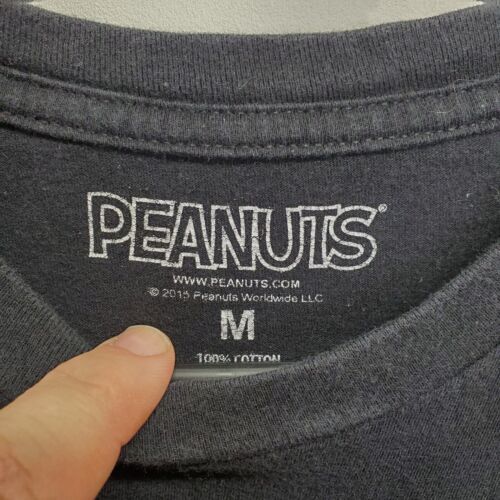 PEANUTS®
WWW.PEANUTS.COM
© 2015 Peanuts Worldwide LLC
M
100% COTTON